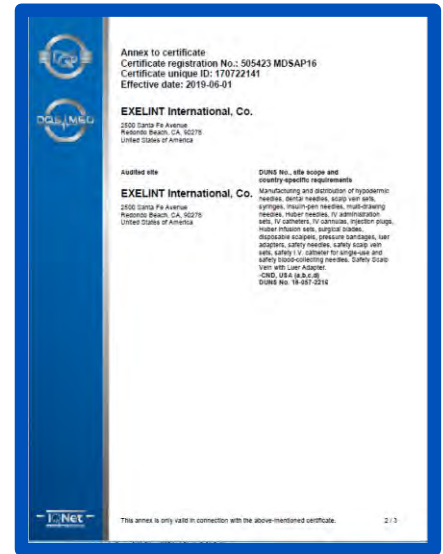 DQS
DQS MED
Annex to certificate
Certificate registration No.: 505423 MDSAP16
Certificate unique ID: 170722141
Effective date: 2019-06-01
EXELINT International, Co.
2500 Santa Fe Avenue
Redondo Beach, CA, 90278
United States of America
Audited site
EXELINT International, Co.
2500 Santa Fe Avenue
Redondo Beach, CA, 90278
United States of America
DUNS No., site scope and
country-specific requirements
Manufacturing and distribution of hypodermic
needles, dental needles, scalp vein sets,
syringes, insulin-pen needles, multi-drawing
needles, Huber needles, IV administration
sets, IV catheters, IV cannulas, injection plugs,
Huber infusion sets, surgical blades,
disposable scalpels, pressure bandages, luer
adapters, safety needles, safety scalp vein
sets, safety I.V. catheter for single-use and
safety blood-collecting needles, Safety Scalp
Vein with Luer Adapter.
-CND, USA (a,b,c,d)
DUNS No. 18-057-2216
IQNet
This annex is only valid in connection with the above-mentioned certificate.
2 / 3